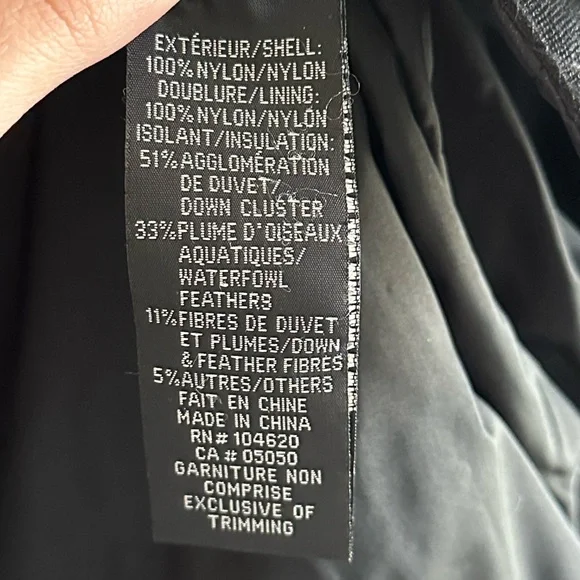 EXTÉRIEUR/SHELL:
100% NYLON/NYLON
DOUBLURE/LINING:
100% NYLON/NYLON
ISOLANT/INSULATION:
51% AGGLOMÉRATION
DE DUVET/
DOWN CLUSTER
33% PLUME D'OISEAUX
AQUATIQUES/
WATERFOWL
FEATHERS
11% FIBRES DE DUVET
ET PLUMES/DOWN
& FEATHER FIBRES
5% AUTRES/OTHERS
FAIT EN CHINE
MADE IN CHINA
RN# 104620
CA # 05050
GARNITURE NON
COMPRISE
EXCLUSIVE OF
TRIMMING